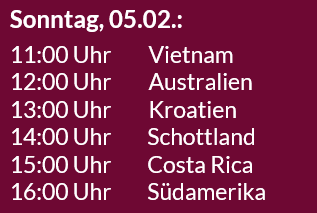 Sonntag, 05.02.:
11:00 Uhr Vietnam
12:00 Uhr Australien
13:00 Uhr Kroatien
14:00 Uhr Schottland
15:00 Uhr Costa Rica
16:00 Uhr Südamerika